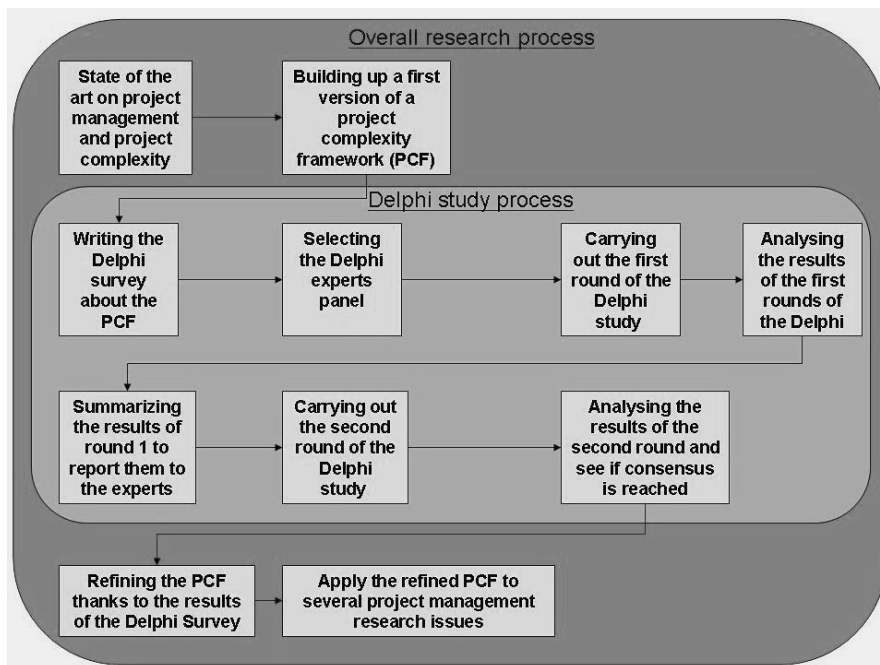 Overall research process
State of the
art on project
management
and project
complexity
Building up a first
version of a
project
complexity
framework (PCF)
Delphi study process
Writing the
Delphi
survey
about the
PCF
Selecting
the Delphi
experts
panel
Carrying
out the first
round of the
Delphi
study
Analysing
the results
of the first
rounds of
the Delphi
Summarizing
the results of
round 1 to
report them to
the experts
Carrying out
the second
round of the
Delphi
study
Analysing the
results of the
second round and
see if consensus
is reached
Refining the PCF
thanks to the results
of the Delphi Survey
Apply the refined PCF to
several project management
research issues